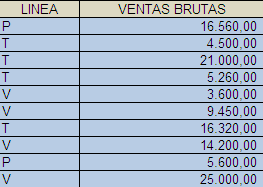 LINEA VENTAS BRUTAS
P 16.560,00
T 4.500,00
T 21.000,00
T 5.260,00
V 3.600,00
V 9.450,00
T 16.320,00
V 14.200,00
P 5.600,00
V 25.000,00